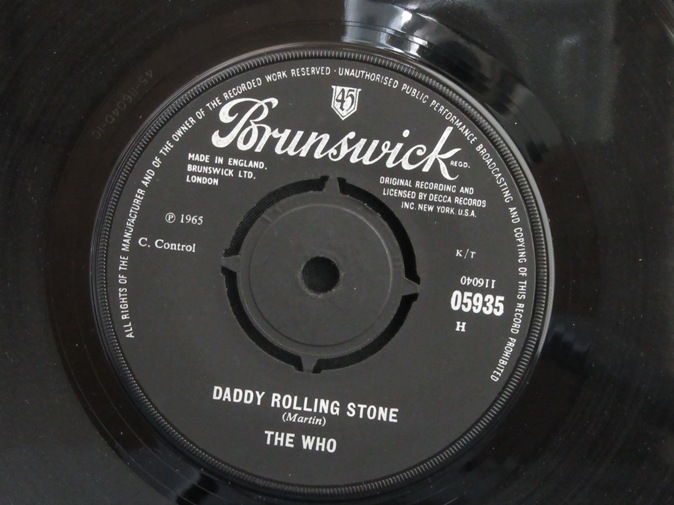 ALL RIGHTS OF THE MANUFACTURER AND OF THE OWNER OF THE RECORDED WORK RESERVED · UNAUTHORISED PUBLIC PERFORMANCE BROADCASTING AND COPYING OF THIS RECORD PROHIBITED
45
Brunswick
REGD.
MADE IN ENGLAND.
BRUNSWICK LTD.
LONDON
ORIGINAL RECORDING AND
LICENSED BY DECCA RECORDS
INC. NEW YORK. U.S.A.
℗ 1965
C. Control
K/T
116040
05935
H
DADDY ROLLING STONE
(Martin)
THE WHO